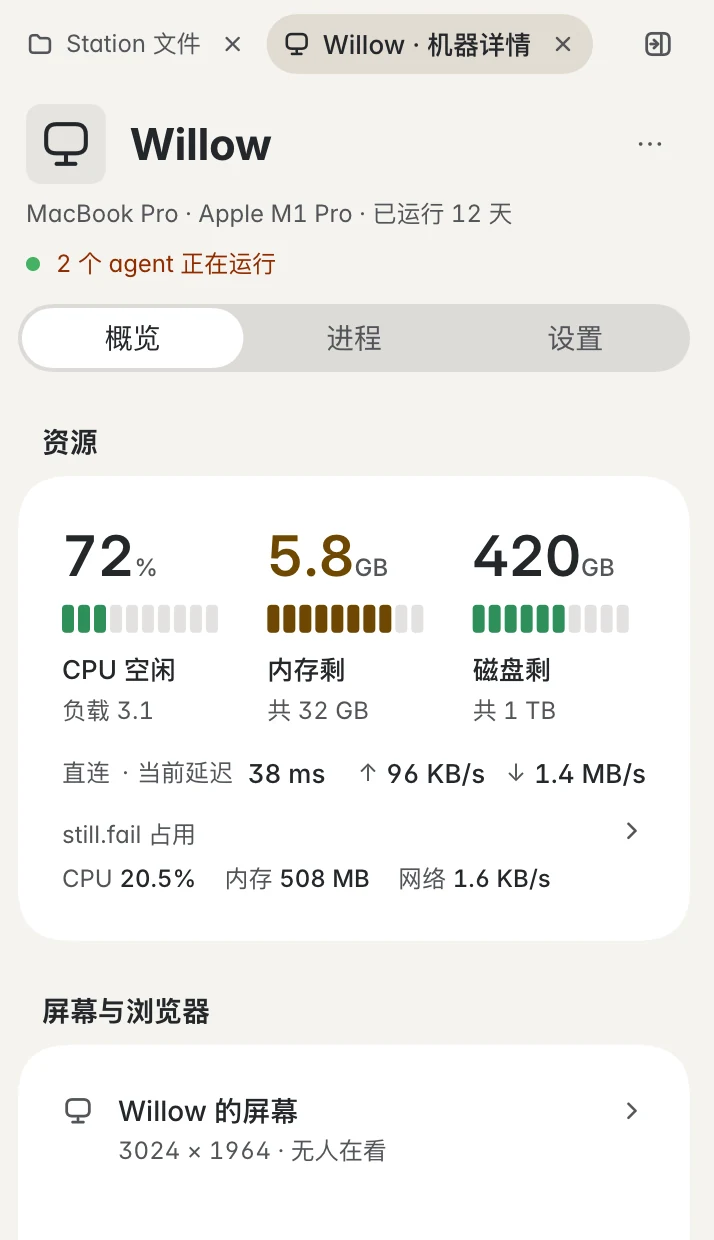 Station 文件
Willow · 机器详情
Willow
MacBook Pro · Apple M1 Pro · 已运行 12 天
2 个 agent 正在运行
概览 进程 设置
资源
72% 5.8GB 420GB
CPU 空闲 内存剩 磁盘剩
负载 3.1 共 32 GB 共 1 TB
直连 · 当前延迟 38 ms ↑ 96 KB/s ↓ 1.4 MB/s
still.fail 占用
CPU 20.5% 内存 508 MB 网络 1.6 KB/s
屏幕与浏览器
Willow 的屏幕
3024 × 1964 · 无人在看